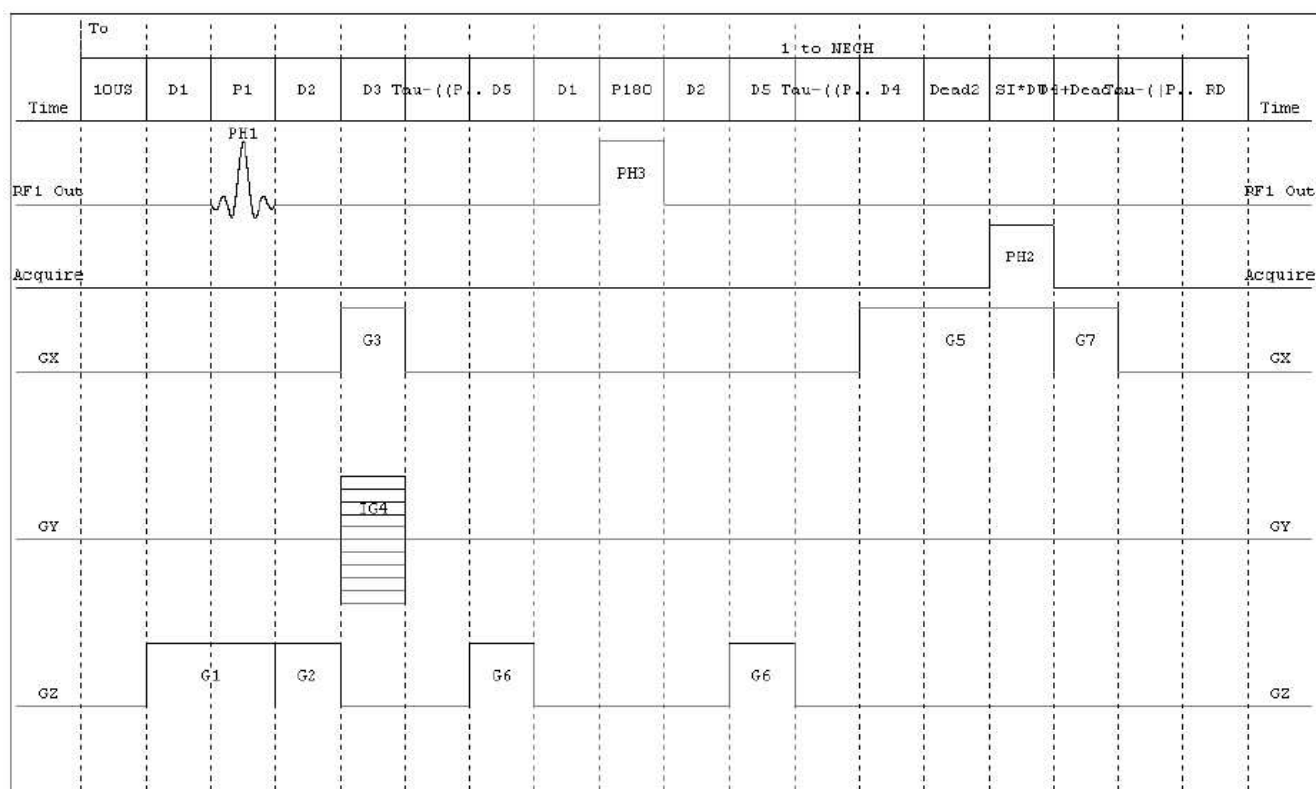 To
1 to NECH
Time 10US D1 P1 D2 D3 Tau-((P.. D5 D1 P180 D2 D5 Tau-((P.. D4 Dead2 RD Time
PH1
RF1 Out PH3 RF1 Out
Acquire PH2 Acquire
GX G3 G5 G7 GX
IG4
GY GY
G1 G2 G6 G6
GZ GZ